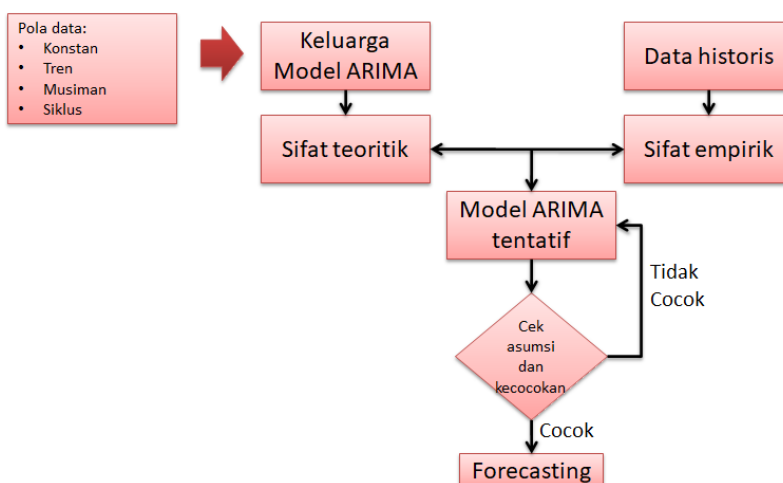 Pola data:
• Konstan
• Tren
• Musiman
• Siklus
Keluarga
Model ARIMA
Data historis
Sifat teoritik
Sifat empirik
Model ARIMA
tentatif
Tidak
Cocok
Cek
asumsi
dan
kecocokan
Cocok
Forecasting